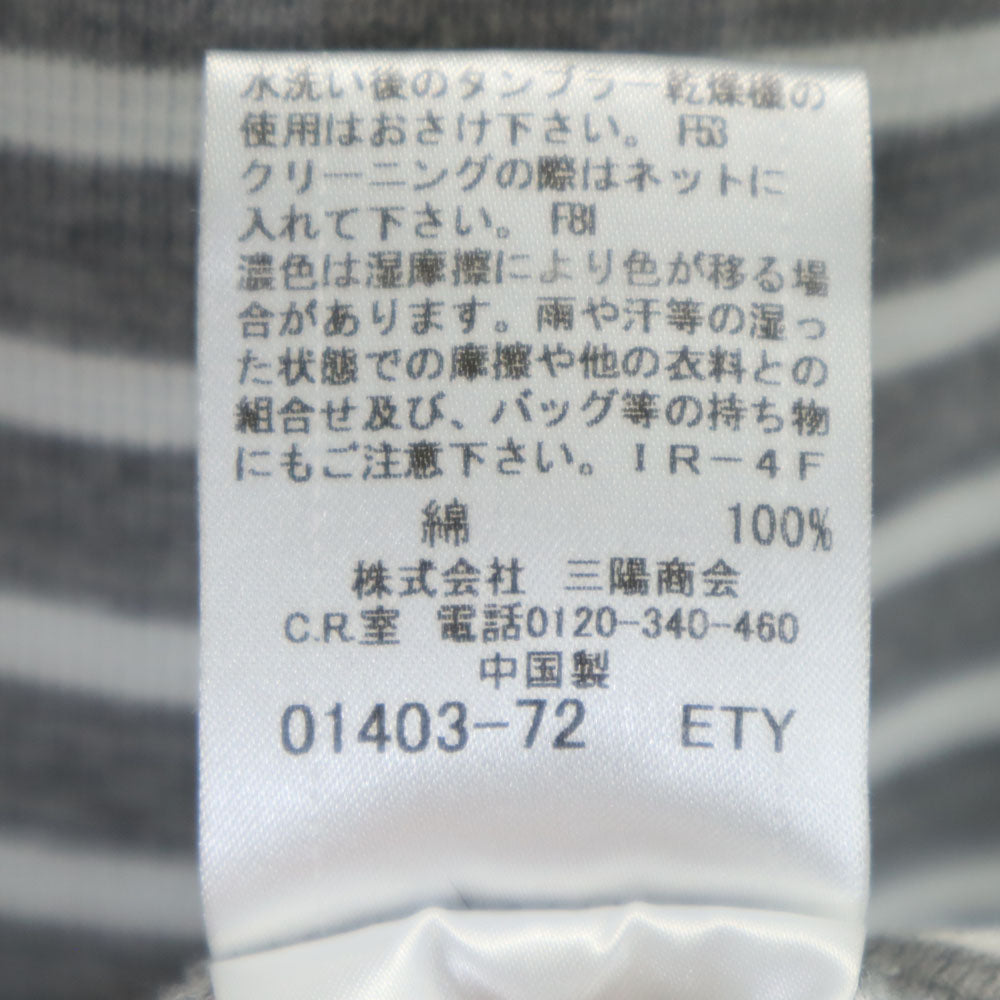 水洗い後のタンブラー乾燥機の
使用はおさけ下さい。 F53
クリーニングの際はネットに
入れて下さい。 F81
濃色は湿摩擦により色が移る場
合があります。雨や汗等の湿っ
た状態での摩擦や他の衣料との
組合せ及び、バッグ等の持ち物
にもご注意下さい。IR-4F
綿 100%
株式会社 三陽商会
C.R.室 電話0120-340-460
中国製
01403-72 ETY